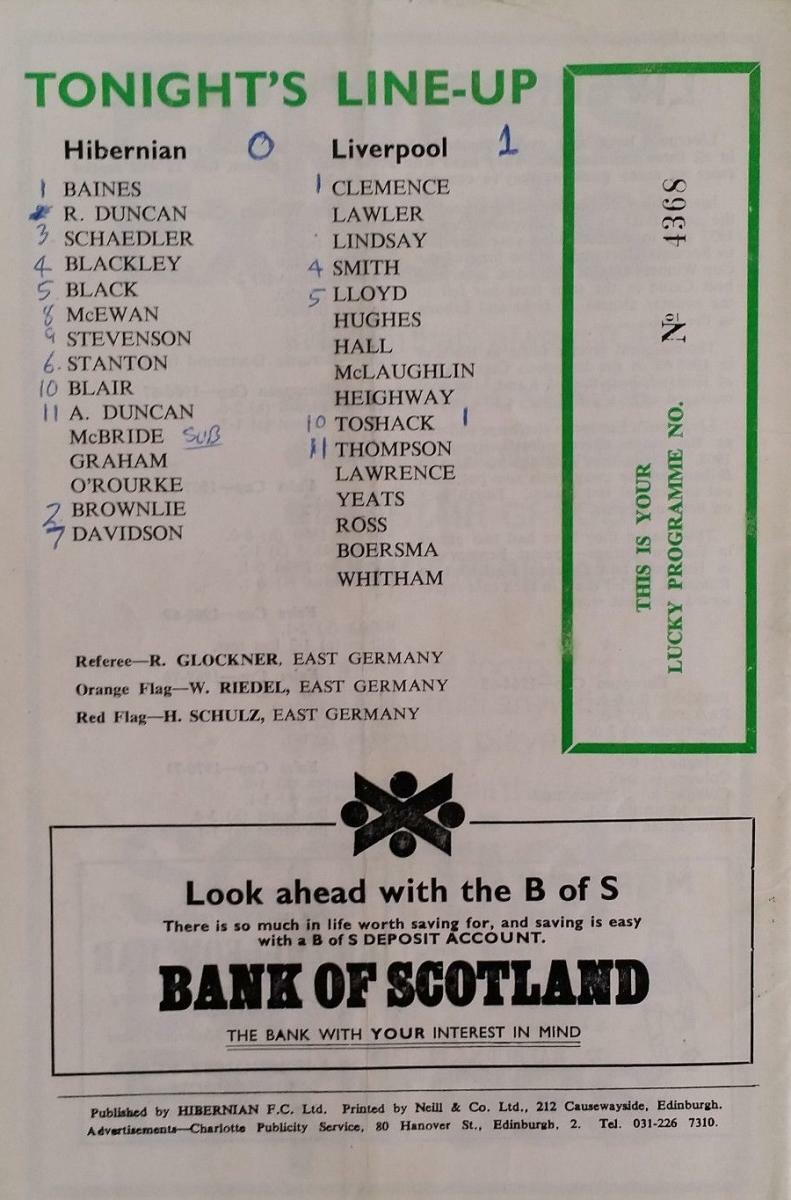 TONIGHT'S LINE-UP
Hibernian 0
1 BAINES
R. DUNCAN
3 SCHAEDLER
4 BLACKLEY
5 BLACK
8 McEWAN
9 STEVENSON
6. STANTON
10 BLAIR
11 A. DUNCAN
McBRIDE SUB
GRAHAM
O'ROURKE
2 BROWNLIE
7 DAVIDSON
Liverpool 1
1 CLEMENCE
LAWLER
LINDSAY
4 SMITH
5 LLOYD
HUGHES
HALL
McLAUGHLIN
HEIGHWAY
10 TOSHACK 1
11 THOMPSON
LAWRENCE
YEATS
ROSS
BOERSMA
WHITHAM
THIS IS YOUR
LUCKY PROGRAMME NO. Nº 4368
Referee—R. GLOCKNER, EAST GERMANY
Orange Flag—W. RIEDEL, EAST GERMANY
Red Flag—H. SCHULZ, EAST GERMANY
Look ahead with the B of S
There is so much in life worth saving for, and saving is easy
with a B of S DEPOSIT ACCOUNT.
BANK OF SCOTLAND
THE BANK WITH YOUR INTEREST IN MIND
Published by HIBERNIAN F.C. Ltd. Printed by Neill & Co. Ltd., 212 Causewayside, Edinburgh.
Advertisements—Charlotte Publicity Service, 80 Hanover St., Edinburgh, 2. Tel. 031-226 7310.